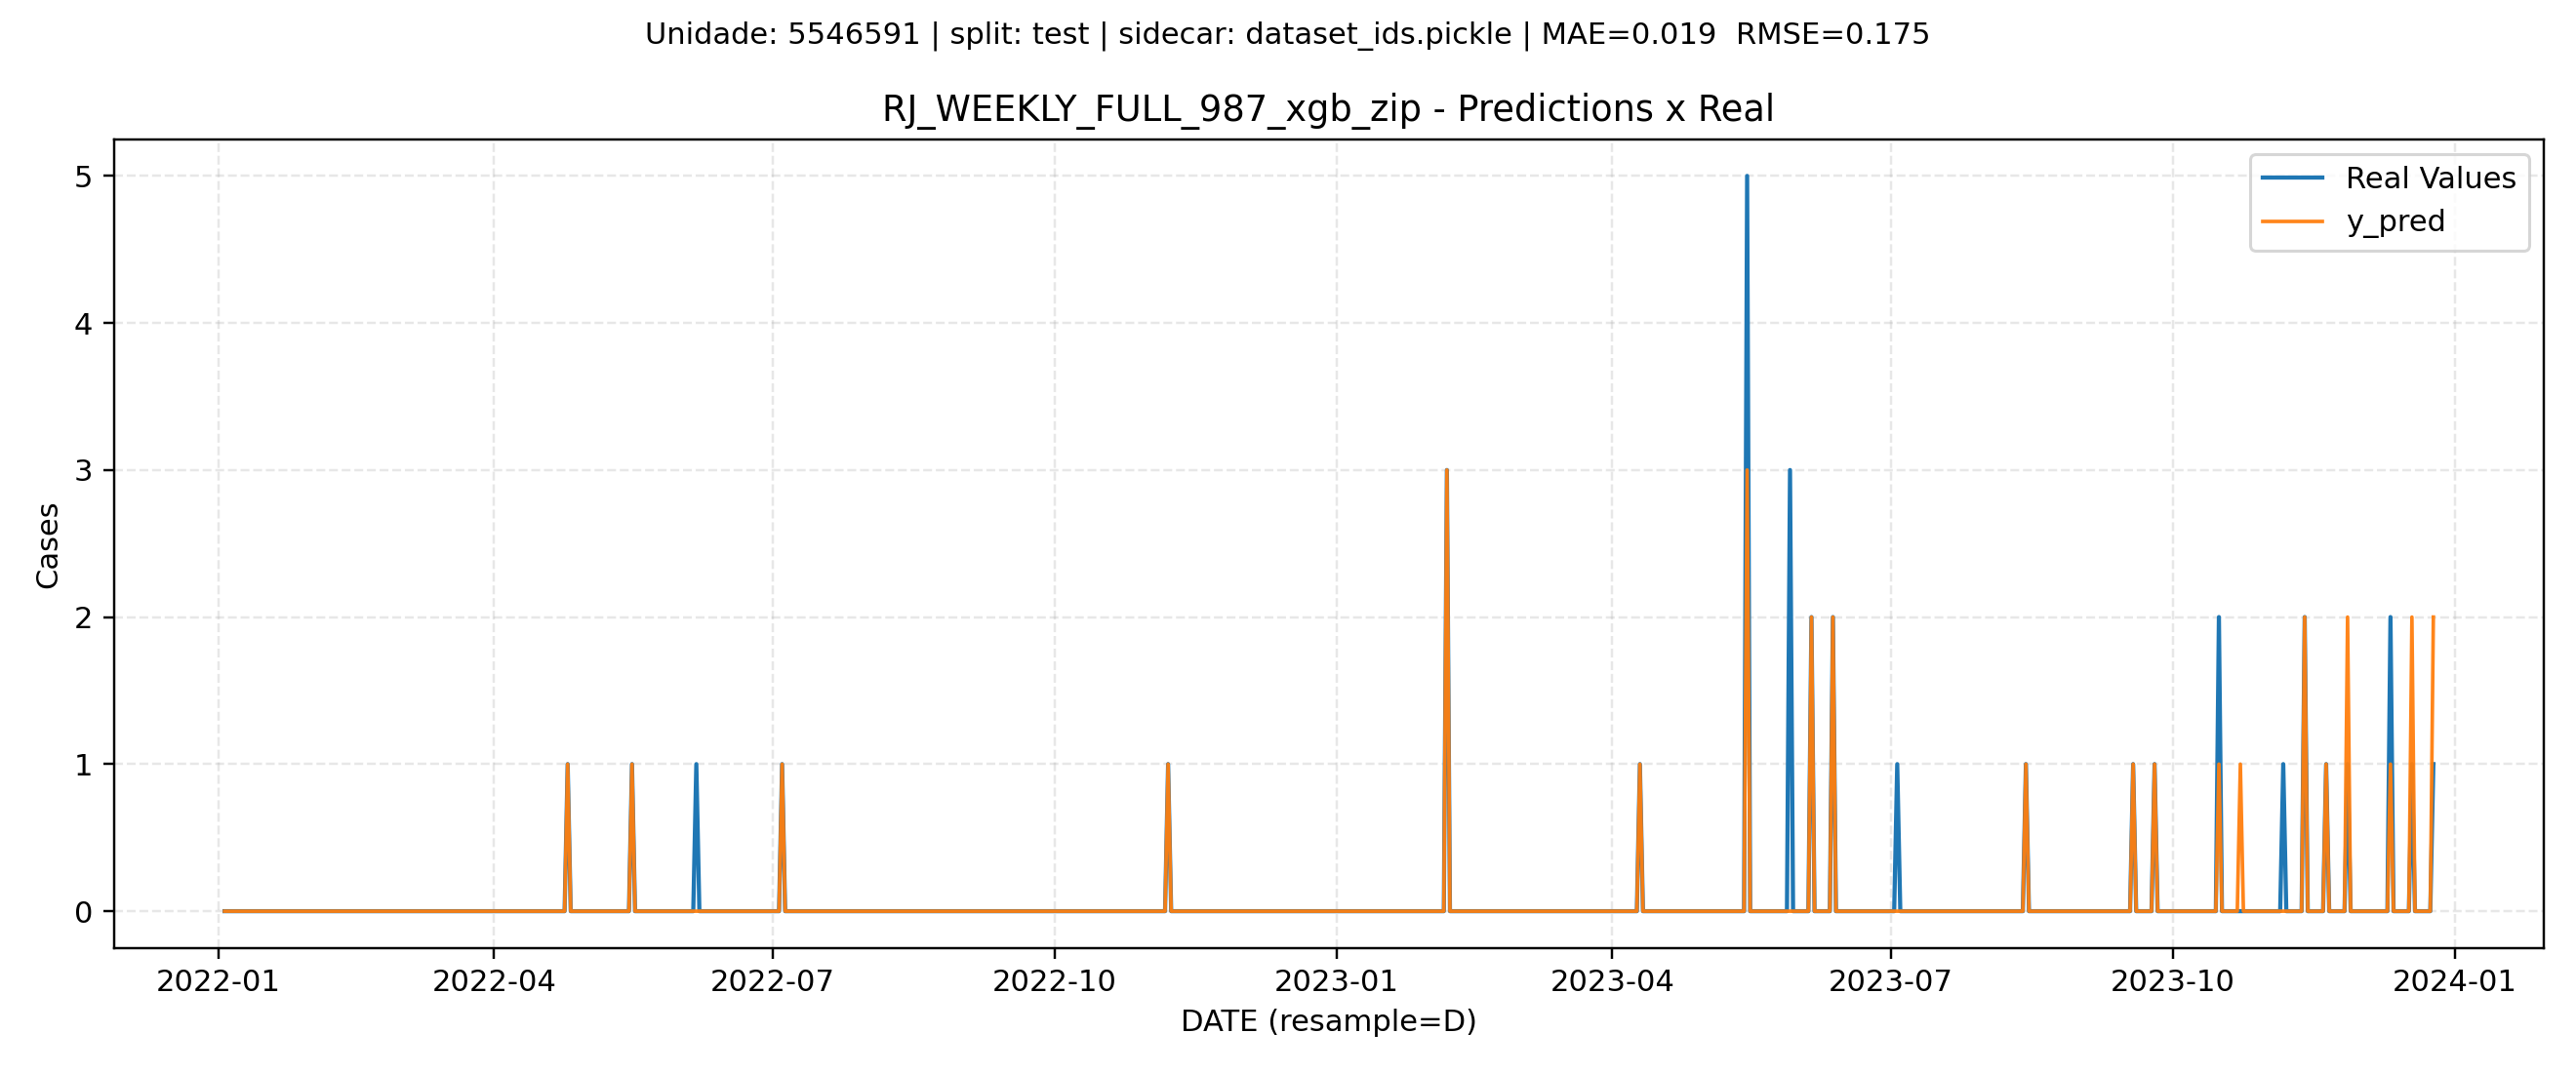 Unidade: 5546591 | split: test | sidecar: dataset_ids.pickle | MAE=0.019  RMSE=0.175
RJ_WEEKLY_FULL_987_xgb_zip - Predictions x Real
Real Values
y_pred
5
4
3
2
1
0
Cases
2022-01
2022-04
2022-07
2022-10
2023-01
2023-04
2023-07
2023-10
2024-01
DATE (resample=D)